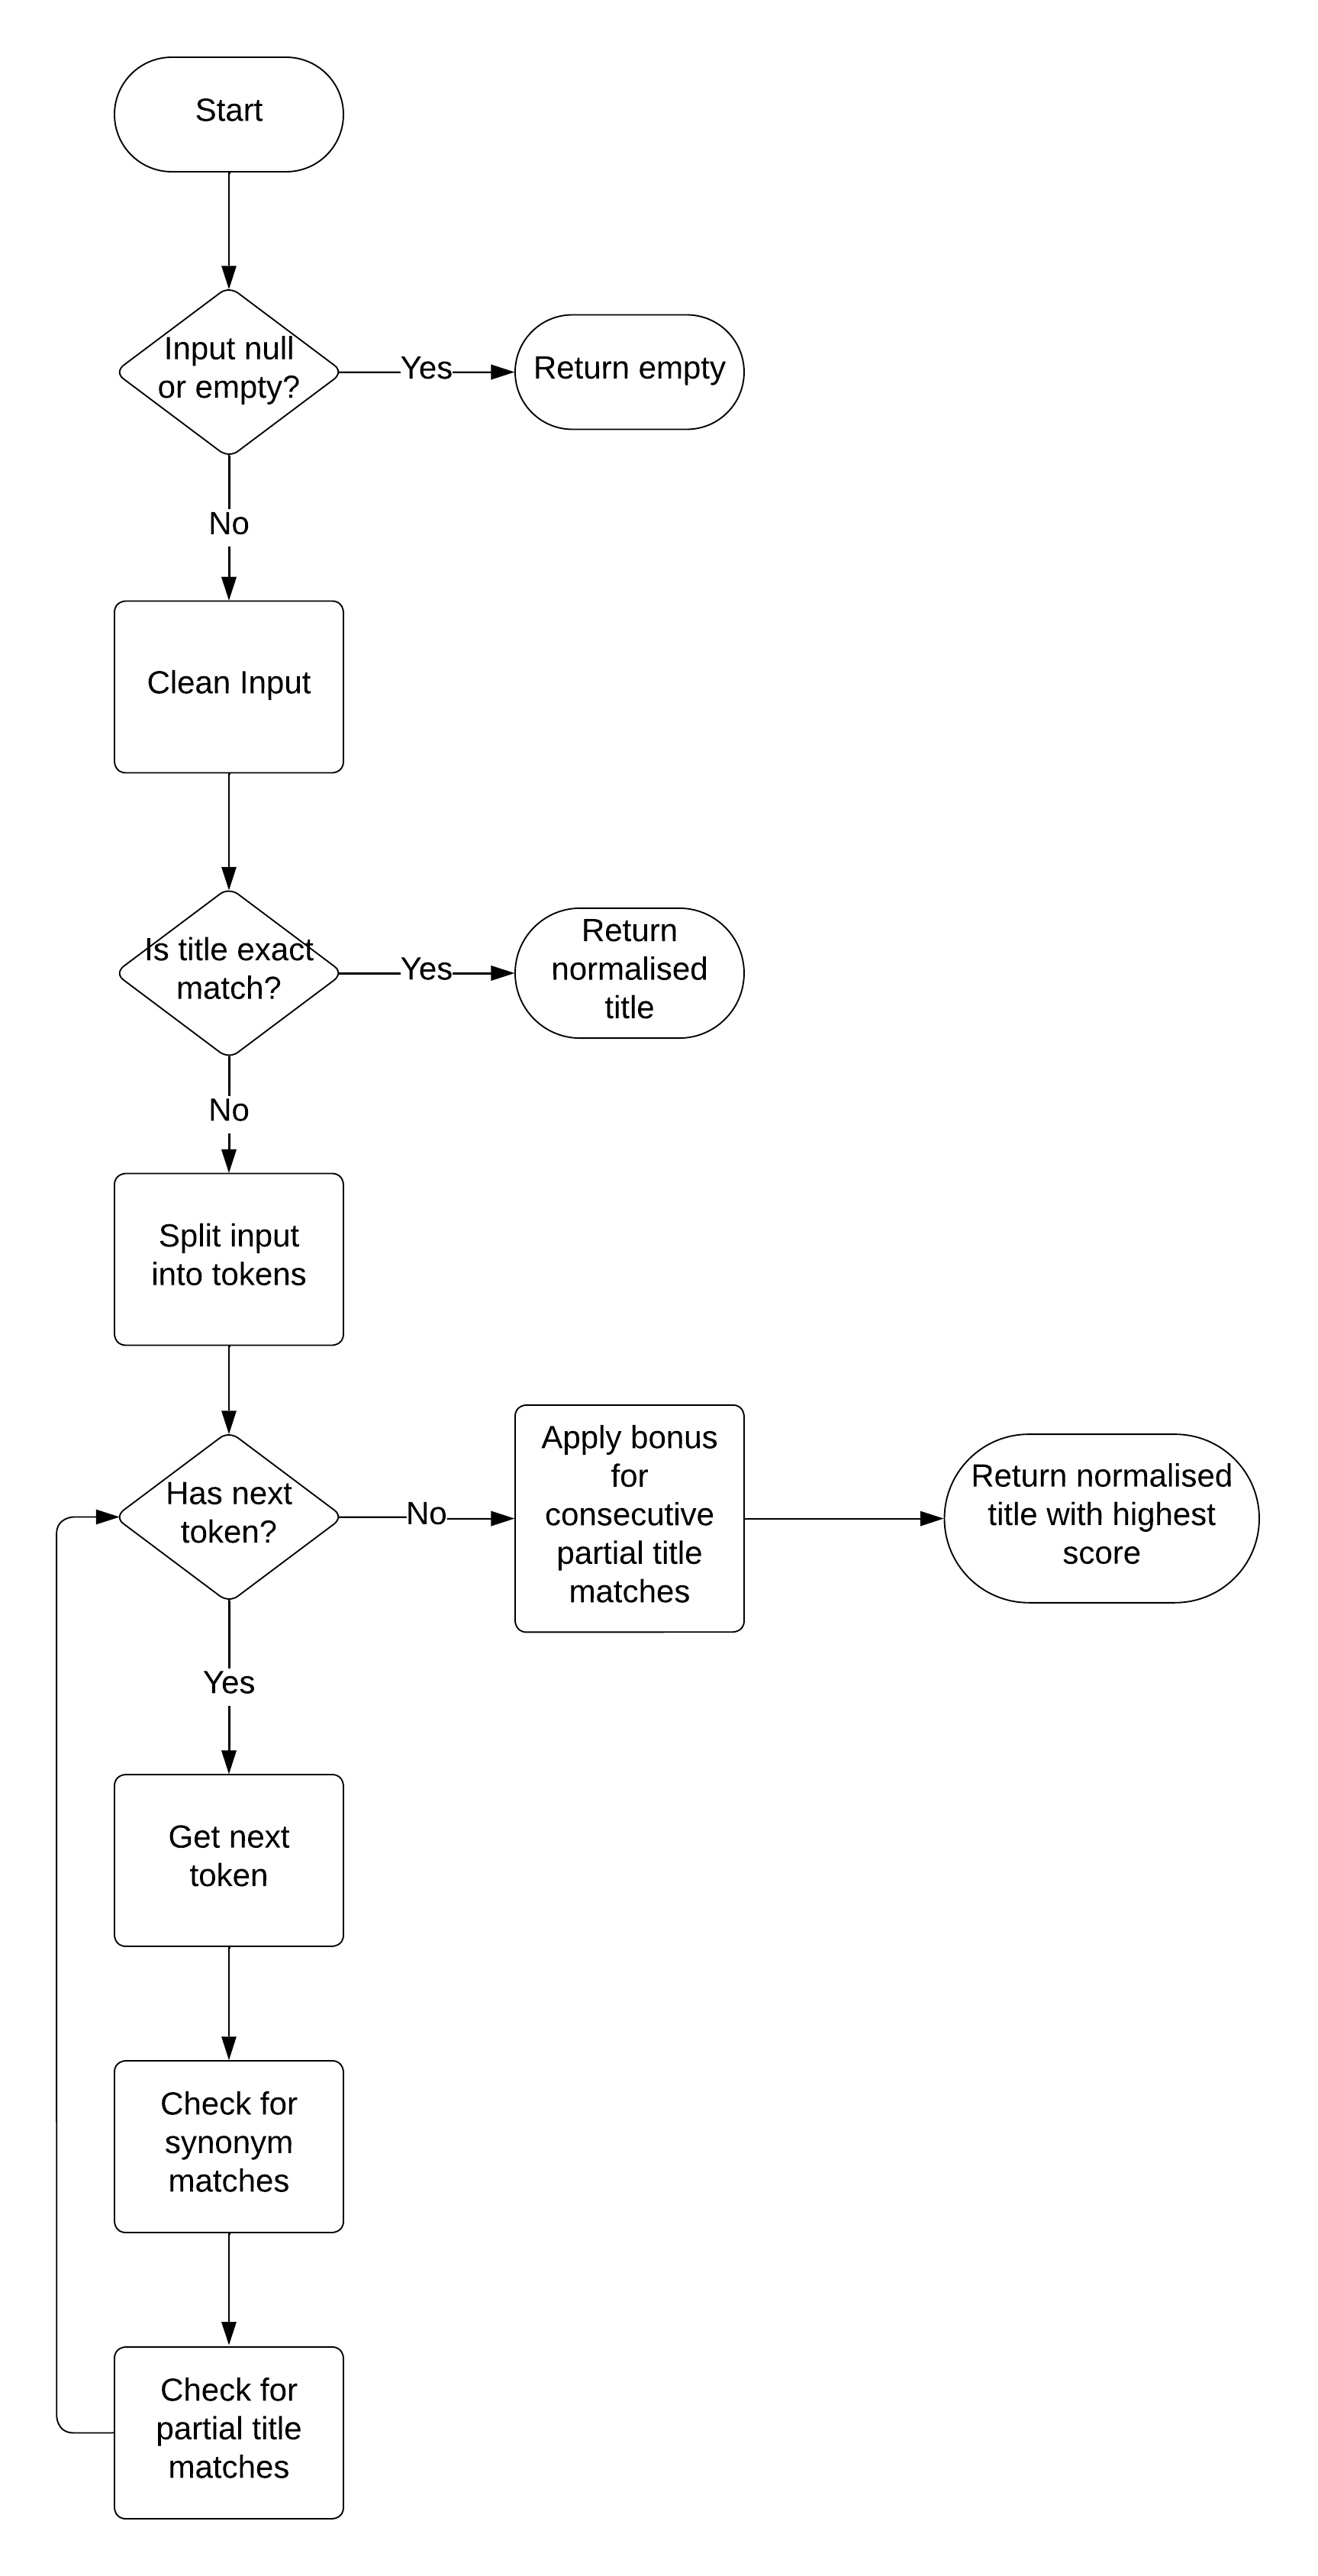 Start
Input null
or empty?
Yes
Return empty
No
Clean Input
Is title exact
match?
Yes
Return
normalised
title
No
Split input
into tokens
Has next
token?
No
Apply bonus
for
consecutive
partial title
matches
Return normalised
title with highest
score
Yes
Get next
token
Check for
synonym
matches
Check for
partial title
matches